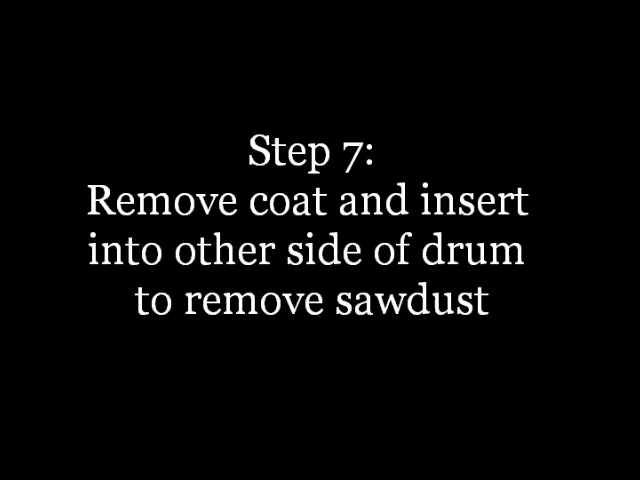 Step 7:
Remove coat and insert
into other side of drum
to remove sawdust